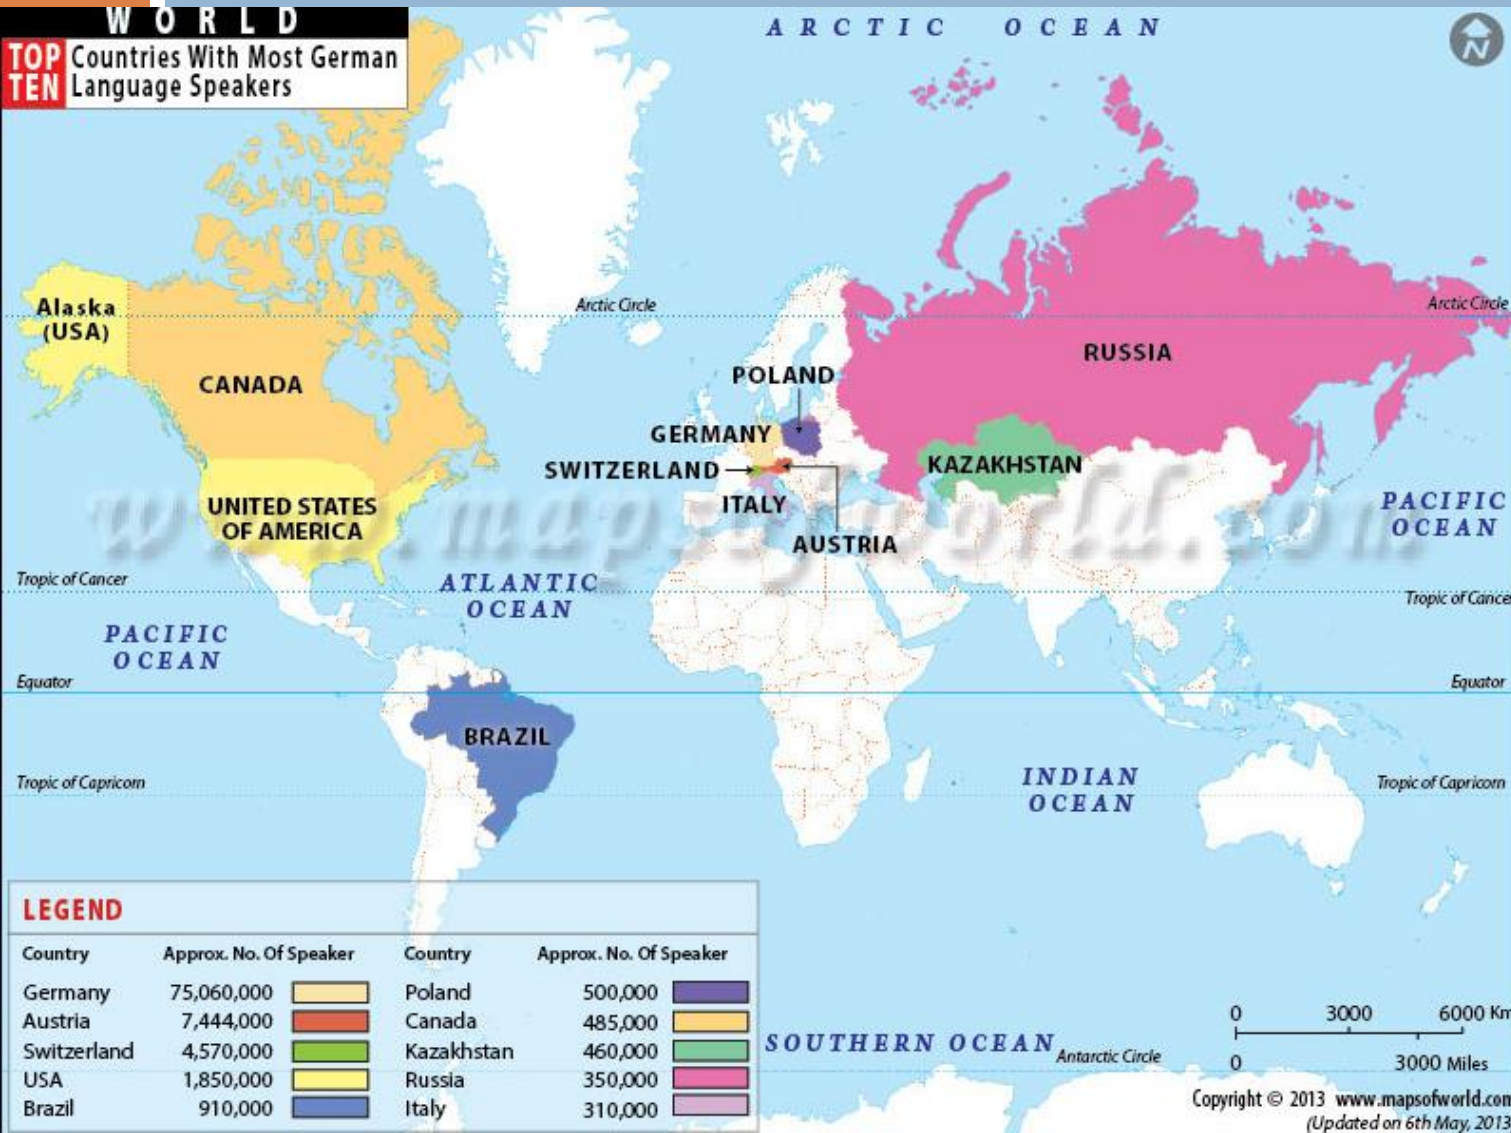 WORLD
TOP TEN Countries With Most German
Language Speakers
ARCTIC OCEAN
N
Alaska
(USA)
Arctic Circle
Arctic Circle
CANADA
RUSSIA
POLAND
GERMANY
SWITZERLAND
KAZAKHSTAN
ITALY
AUSTRIA
UNITED STATES
OF AMERICA
www.mapsofworld.com
PACIFIC
OCEAN
Tropic of Cancer
ATLANTIC
OCEAN
Tropic of Cance
PACIFIC
OCEAN
Equator
Equator
BRAZIL
Tropic of Capricorn
INDIAN
OCEAN
Tropic of Capricorn
LEGEND
Country Approx. No. Of Speaker Country Approx. No. Of Speaker
Germany 75,060,000 Poland 500,000
Austria 7,444,000 Canada 485,000
Switzerland 4,570,000 Kazakhstan 460,000
USA 1,850,000 Russia 350,000
Brazil 910,000 Italy 310,000
SOUTHERN OCEAN
Antarctic Circle
0 3000 6000 Km
0 3000 Miles
Copyright © 2013 www.mapsofworld.com
(Updated on 6th May, 2013